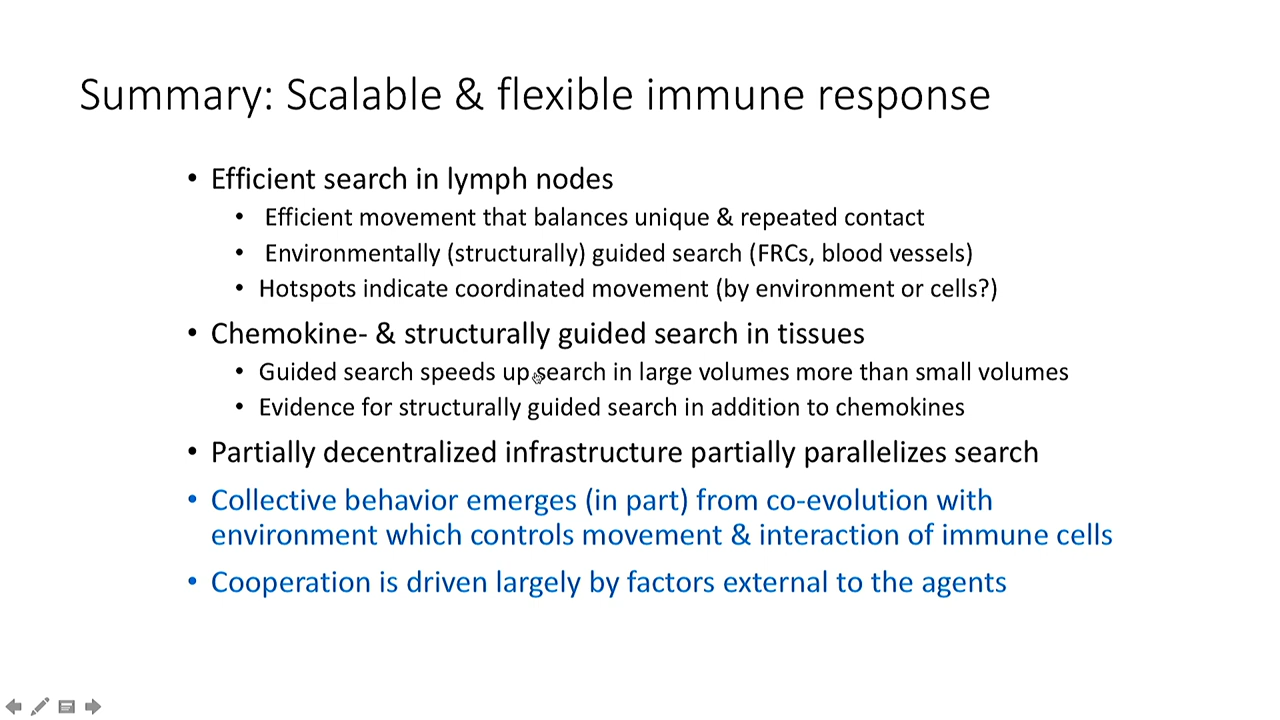 Summary: Scalable & flexible immune response
• Efficient search in lymph nodes
• Efficient movement that balances unique & repeated contact
• Environmentally (structurally) guided search (FRCs, blood vessels)
• Hotspots indicate coordinated movement (by environment or cells?)
• Chemokine- & structurally guided search in tissues
• Guided search speeds up search in large volumes more than small volumes
• Evidence for structurally guided search in addition to chemokines
• Partially decentralized infrastructure partially parallelizes search
• Collective behavior emerges (in part) from co-evolution with
environment which controls movement & interaction of immune cells
• Cooperation is driven largely by factors external to the agents